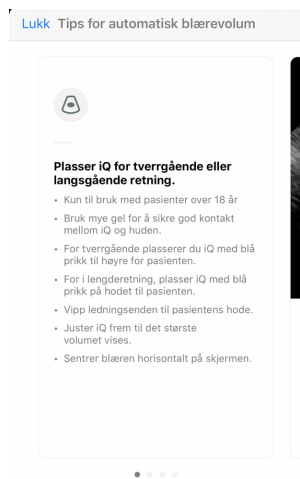 Lukk Tips for automatisk blærevolum
Plasser iQ for tverrgående eller
langsgående retning.
• Kun til bruk med pasienter over 18 år
• Bruk mye gel for å sikre god kontakt
mellom iQ og huden.
• For tverrgående plasserer du iQ med blå
prikk til høyre for pasienten.
• For i lengderetning, plasser iQ med blå
prikk på hodet til pasienten.
• Vipp ledningsenden til pasientens hode.
• Juster iQ frem til det største
volumet vises.
• Sentrer blæren horisontalt på skjermen.